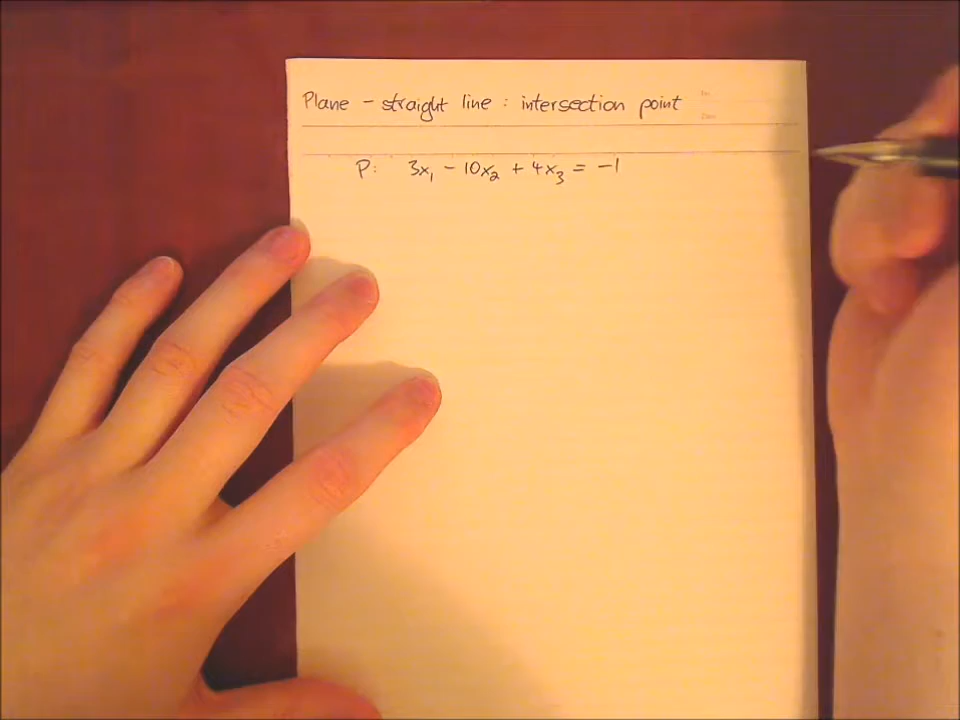 Plane - straight line : intersection point
P: 3x₁ - 10x₂ + 4x₃ = -1